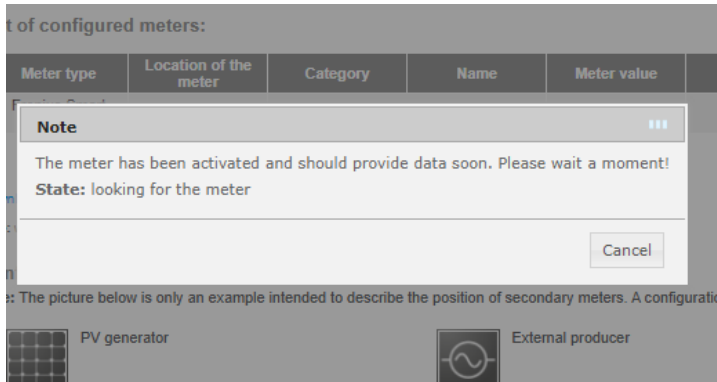 t of configured meters:
Meter type
Location of the
meter
Category
Name
Meter value
Note
The meter has been activated and should provide data soon. Please wait a moment!
State: looking for the meter
Cancel
e: The picture below is only an example intended to describe the position of secondary meters. A configuratio
PV generator
External producer